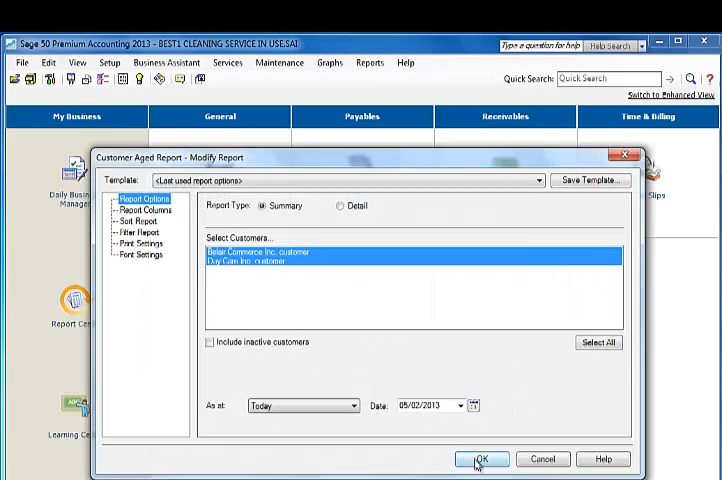 Sage 50 Premium Accounting 2013 - BEST1 CLEANING SERVICE IN USE.SAI
Type a question for help
Help Search
File Edit View Setup Business Assistant Services Maintenance Graphs Reports Help
Quick Search: Quick Search
Switch to Enhanced View
My Business General Payables Receivables Time & Billing
Daily Busin
Manager
Slips
Report Cen
Learning Ce
Customer Aged Report - Modify Report
Template: <Last used report options> Save Template...
Report Options
Report Columns
Sort Report
Filter Report
Print Settings
Font Settings
Report Type: Summary Detail
Select Customers...
Belair Commerce Inc. customer
Day Care Inc. customer
Include inactive customers
Select All
As at: Today Date: 05/02/2013
OK Cancel Help